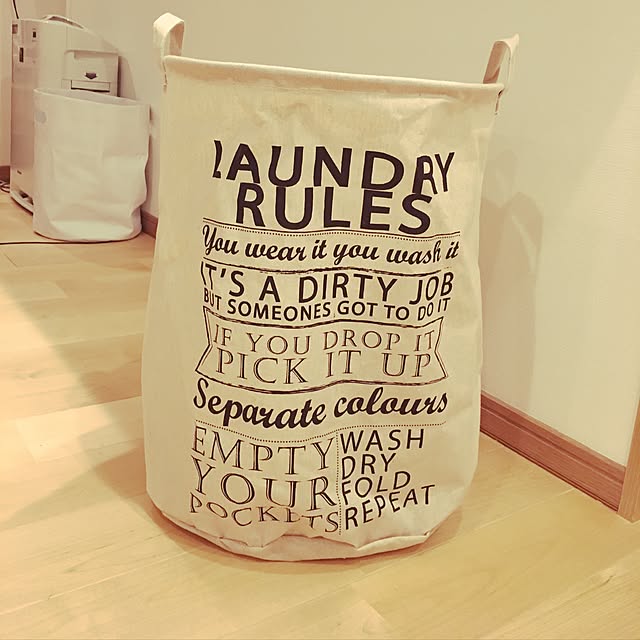 LAUNDRY
RULES
You wear it you wash it
IT'S A DIRTY JOB
BUT SOMEONES GOT TO DO IT
IF YOU DROP IT
PICK IT UP
Separate colours
EMPTY
YOUR
POCKETS
WASH
DRY
FOLD
REPEAT